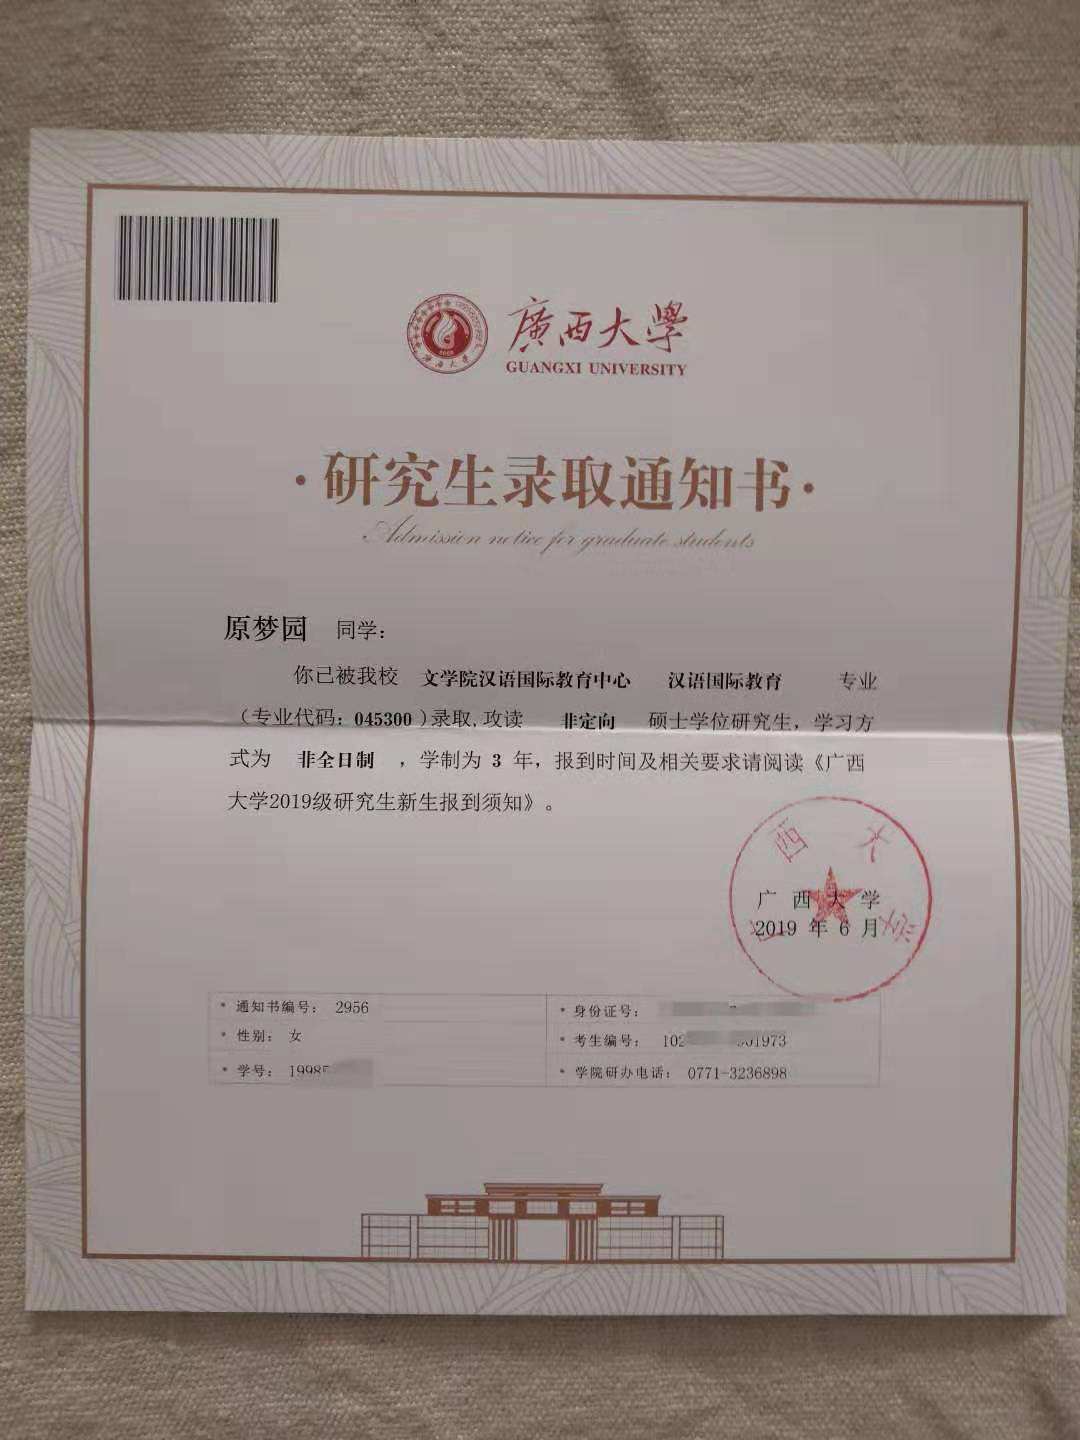 廣西大學
GUANGXI UNIVERSITY
·研究生录取通知书·
Admission notice for graduate students
原梦园 同学：
你已被我校 文学院汉语国际教育中心 汉语国际教育 专业
（专业代码：045300）录取,攻读 非定向 硕士学位研究生，学习方
式为 非全日制 ，学制为 3 年，报到时间及相关要求请阅读《广西
大学2019级研究生新生报到须知》。
西 大
广 西 大 学
2019 年 6 月
* 通知书编号： 2956
* 身份证号：
* 性别： 女
* 考生编号： 102 501973
* 学号： 19985
* 学院研办电话： 0771-3236898